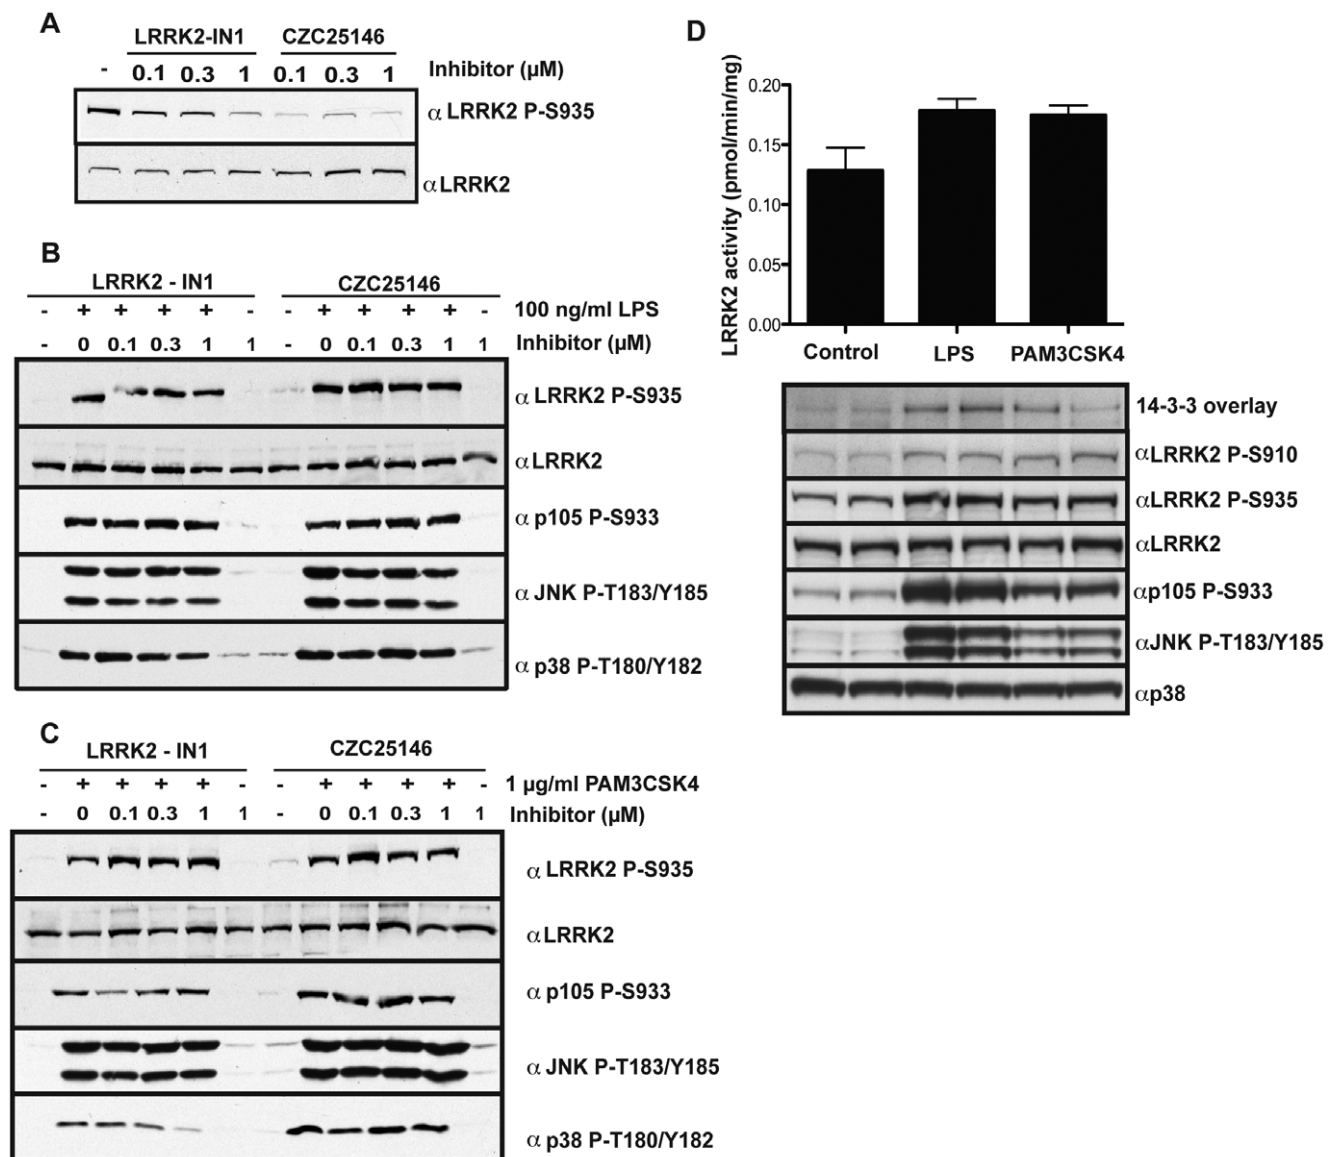 A
LRRK2-IN1 CZC25146
- 0.1 0.3 1 0.1 0.3 1 Inhibitor (µM)
α LRRK2 P-S935
α LRRK2
B
LRRK2 - IN1 CZC25146
- + + + + - - + + + + - 100 ng/ml LPS
- 0 0.1 0.3 1 1 - 0 0.1 0.3 1 1 Inhibitor (µM)
α LRRK2 P-S935
α LRRK2
α p105 P-S933
α JNK P-T183/Y185
α p38 P-T180/Y182
C
LRRK2 - IN1 CZC25146
- + + + + - - + + + + - 1 µg/ml PAM3CSK4
- 0 0.1 0.3 1 1 - 0 0.1 0.3 1 1 Inhibitor (µM)
α LRRK2 P-S935
α LRRK2
α p105 P-S933
α JNK P-T183/Y185
α p38 P-T180/Y182
D
LRRK2 activity (pmol/min/mg)
0.20
0.15
0.10
0.05
0.00
Control LPS PAM3CSK4
14-3-3 overlay
αLRRK2 P-S910
αLRRK2 P-S935
αLRRK2
αp105 P-S933
αJNK P-T183/Y185
αp38